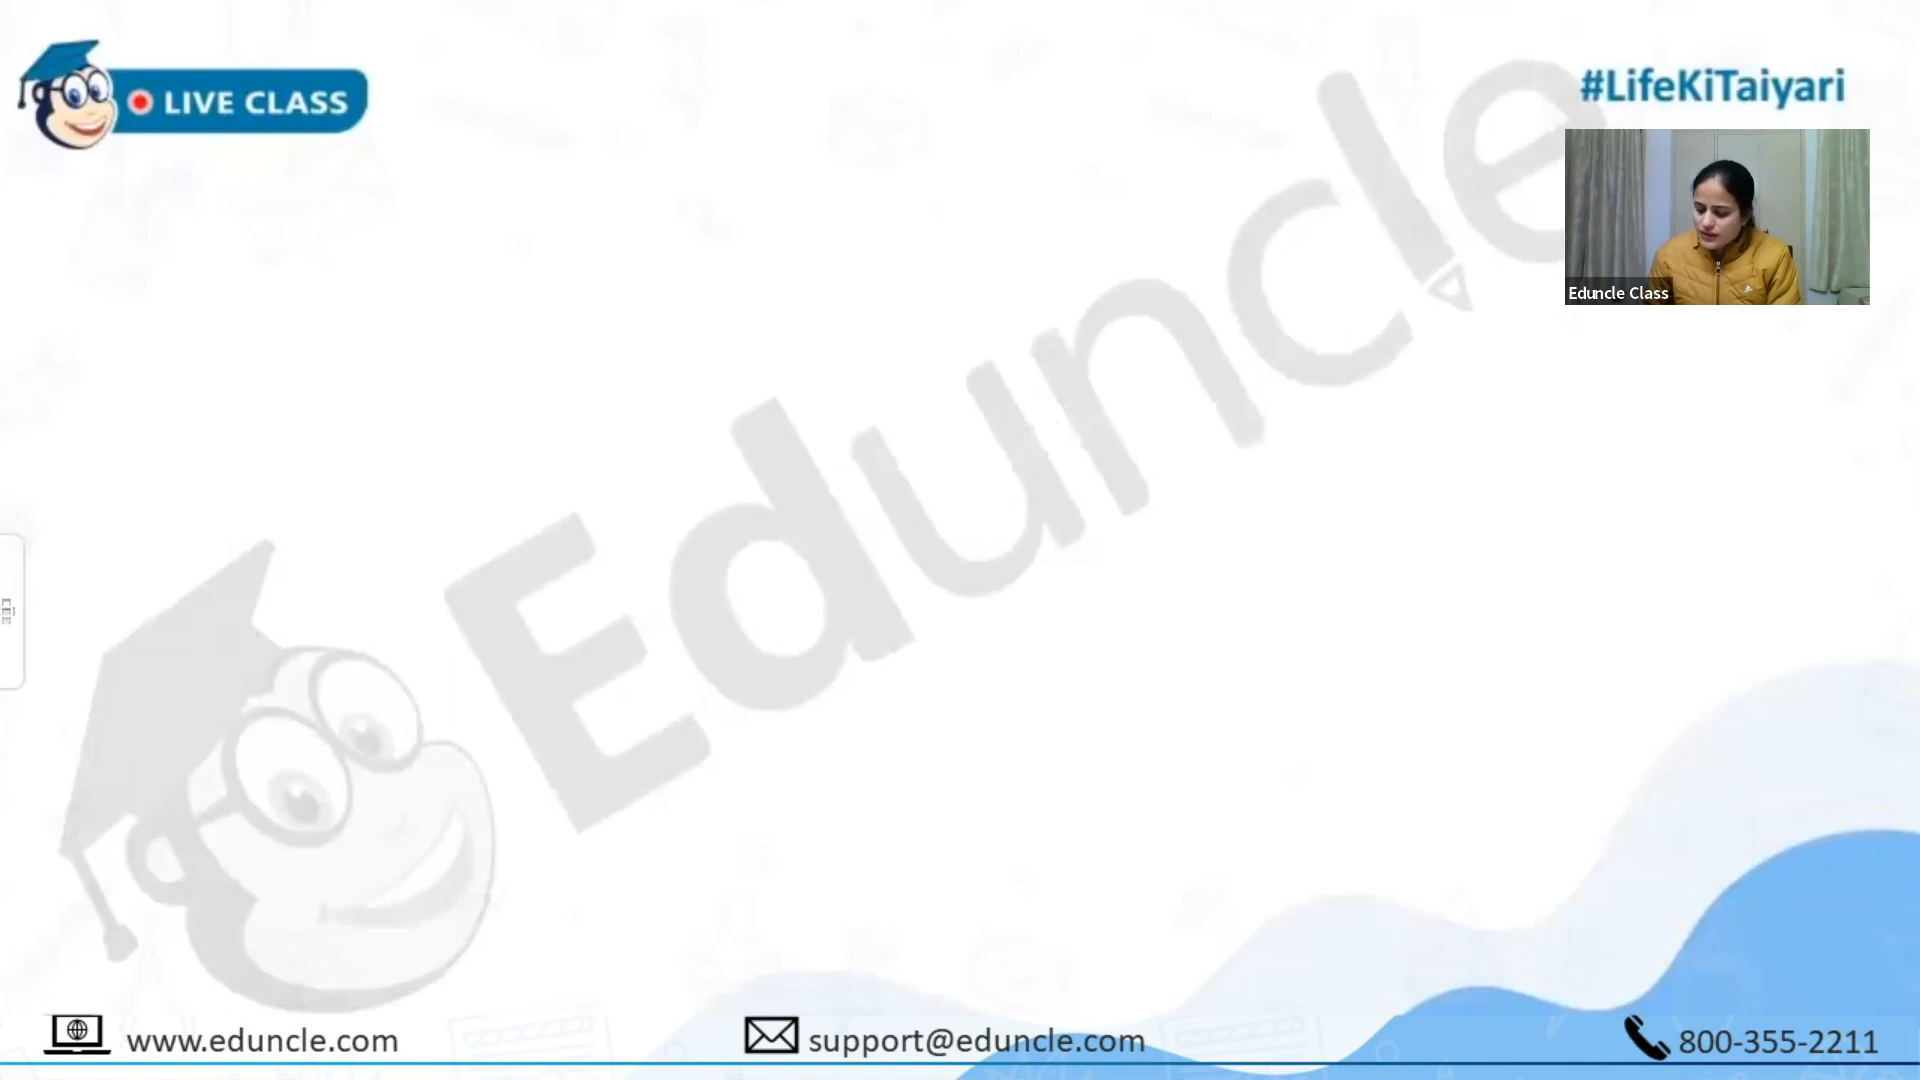 LIVE CLASS
#LifeKiTaiyari
Eduncle Class
Eduncle
www.eduncle.com
support@eduncle.com
800-355-2211